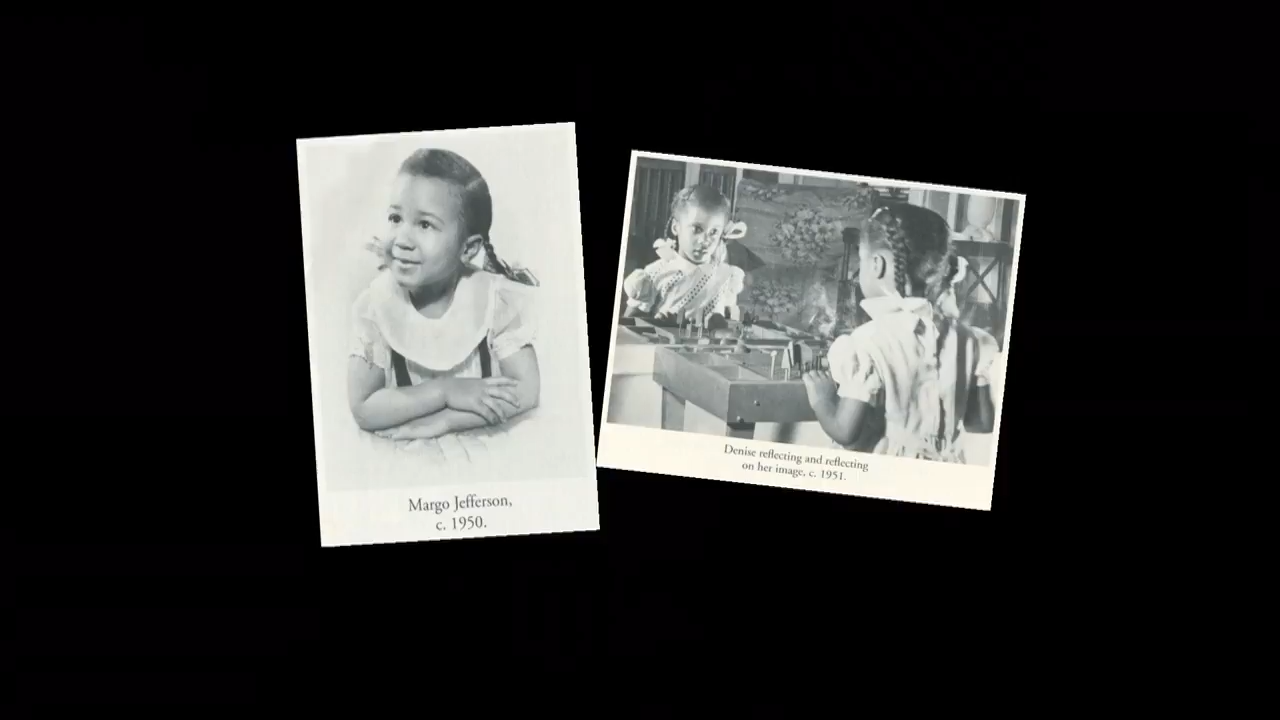 Margo Jefferson,
c. 1950.
Denise reflecting and reflecting
on her image, c. 1951.